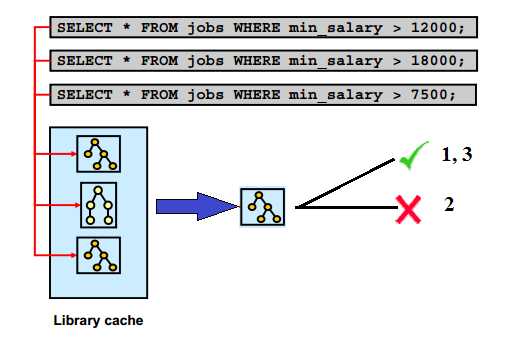 SELECT * FROM jobs WHERE min_salary > 12000;
SELECT * FROM jobs WHERE min_salary > 18000;
SELECT * FROM jobs WHERE min_salary > 7500;
1, 3
2
Library cache